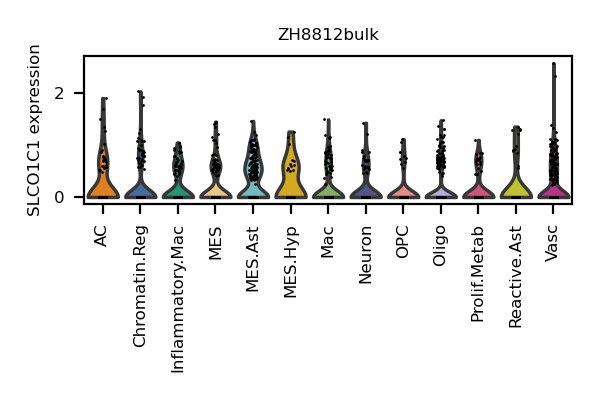 ZH8812bulk
SLCO1C1 expression
2
0
AC
Chromatin.Reg
Inflammatory.Mac
MES
MES.Ast
MES.Hyp
Mac
Neuron
OPC
Oligo
Prolif.Metab
Reactive.Ast
Vasc